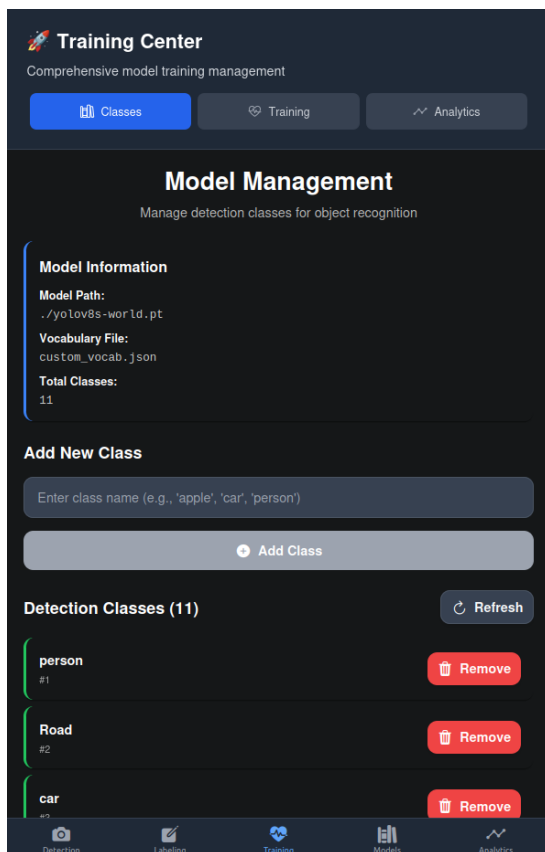 🚀 Training Center
Comprehensive model training management
Classes
Training
Analytics
Model Management
Manage detection classes for object recognition
Model Information
Model Path:
./yolov8s-world.pt
Vocabulary File:
custom_vocab.json
Total Classes:
11
Add New Class
Enter class name (e.g., 'apple', 'car', 'person')
Add Class
Detection Classes (11)
Refresh
person
#1
Remove
Road
#2
Remove
car
#3
Remove
Detection
Labeling
Training
Models
Analytics